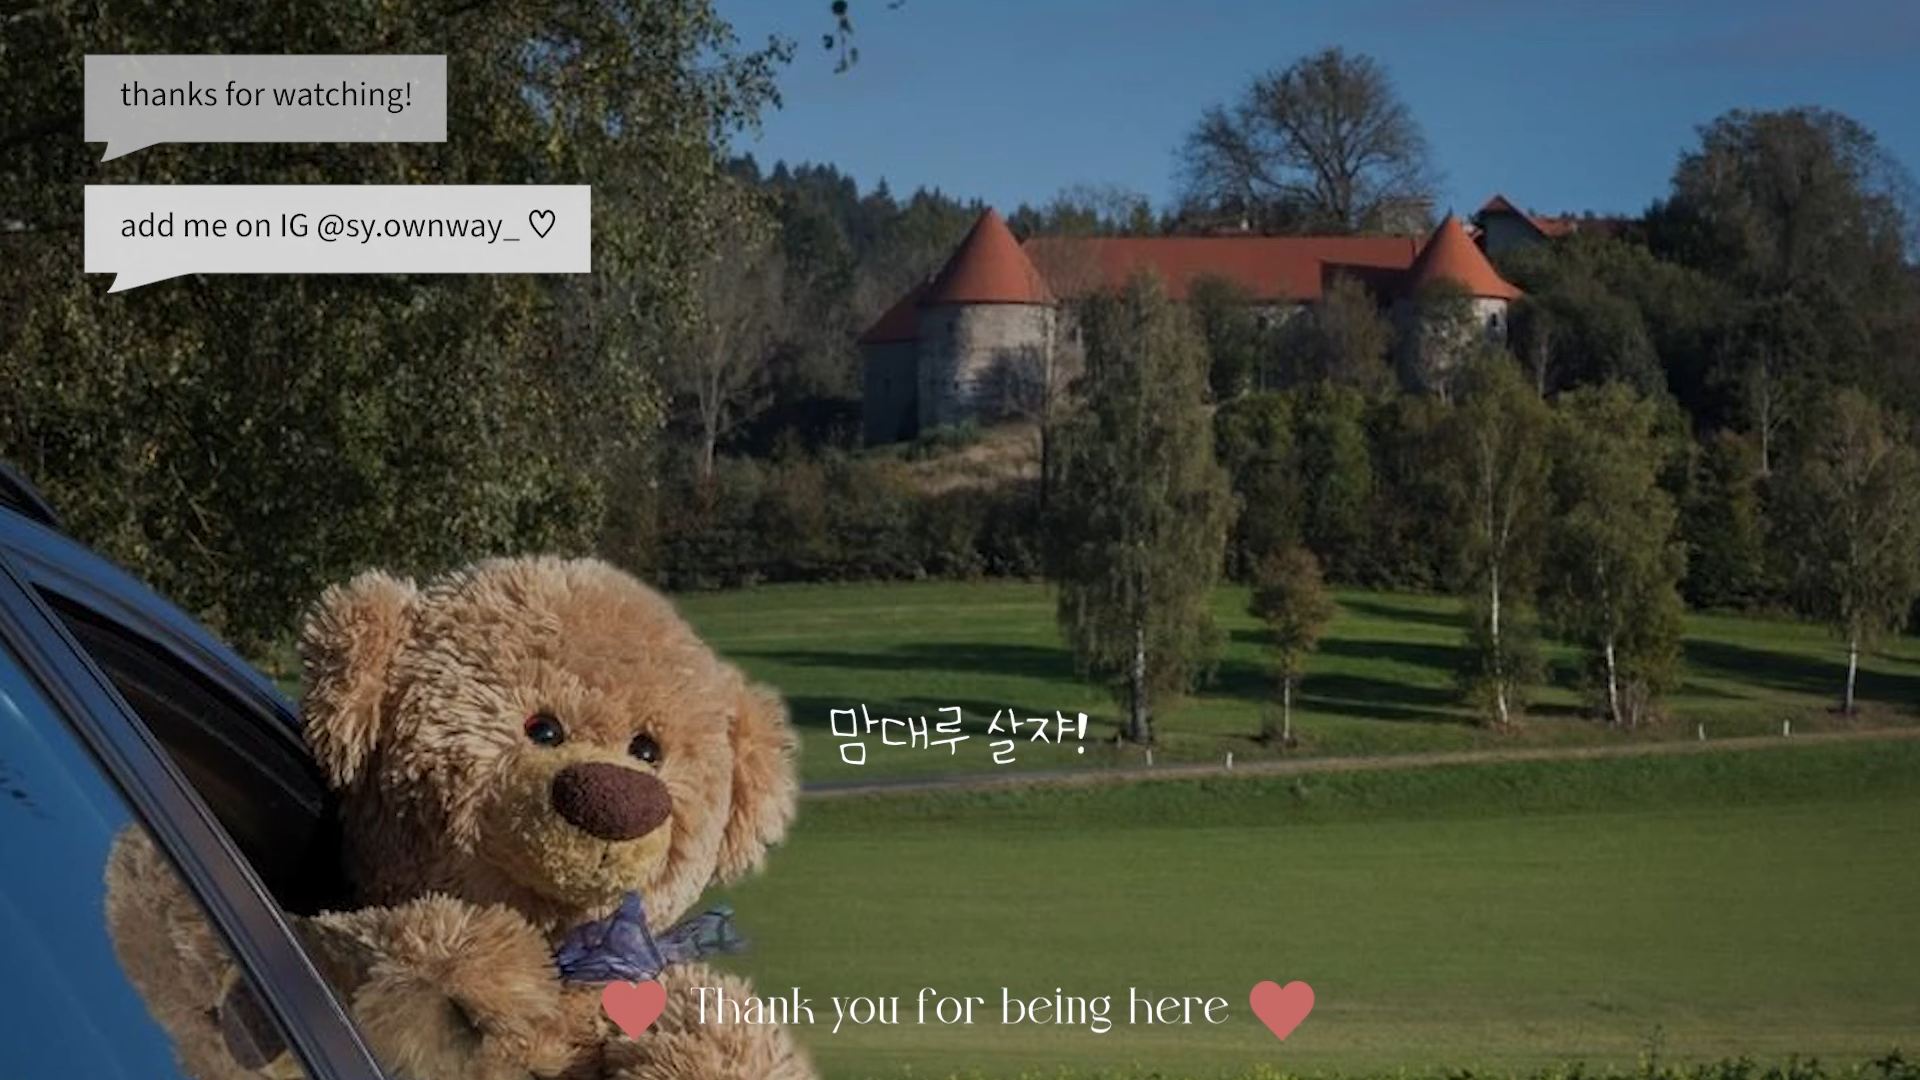 thanks for watching!
add me on IG @sy.ownway_ ♡
맘대루 살쟈!
Thank you for being here